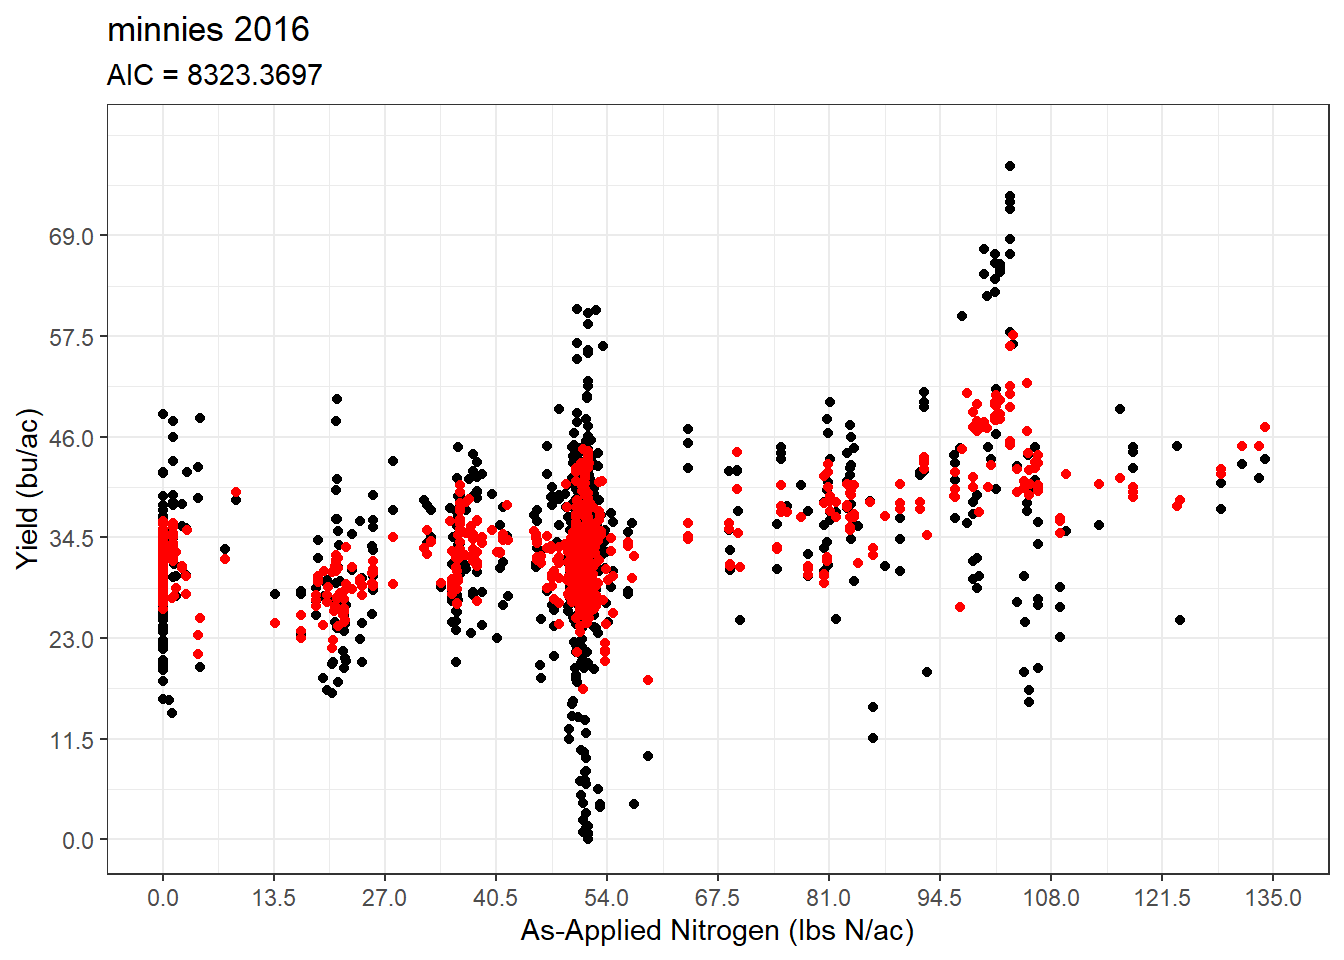 minnies 2016
AIC = 8323.3697
Yield (bu/ac)
69.0
57.5
46.0
34.5
23.0
11.5
0.0
0.0 13.5 27.0 40.5 54.0 67.5 81.0 94.5 108.0 121.5 135.0
As-Applied Nitrogen (lbs N/ac)